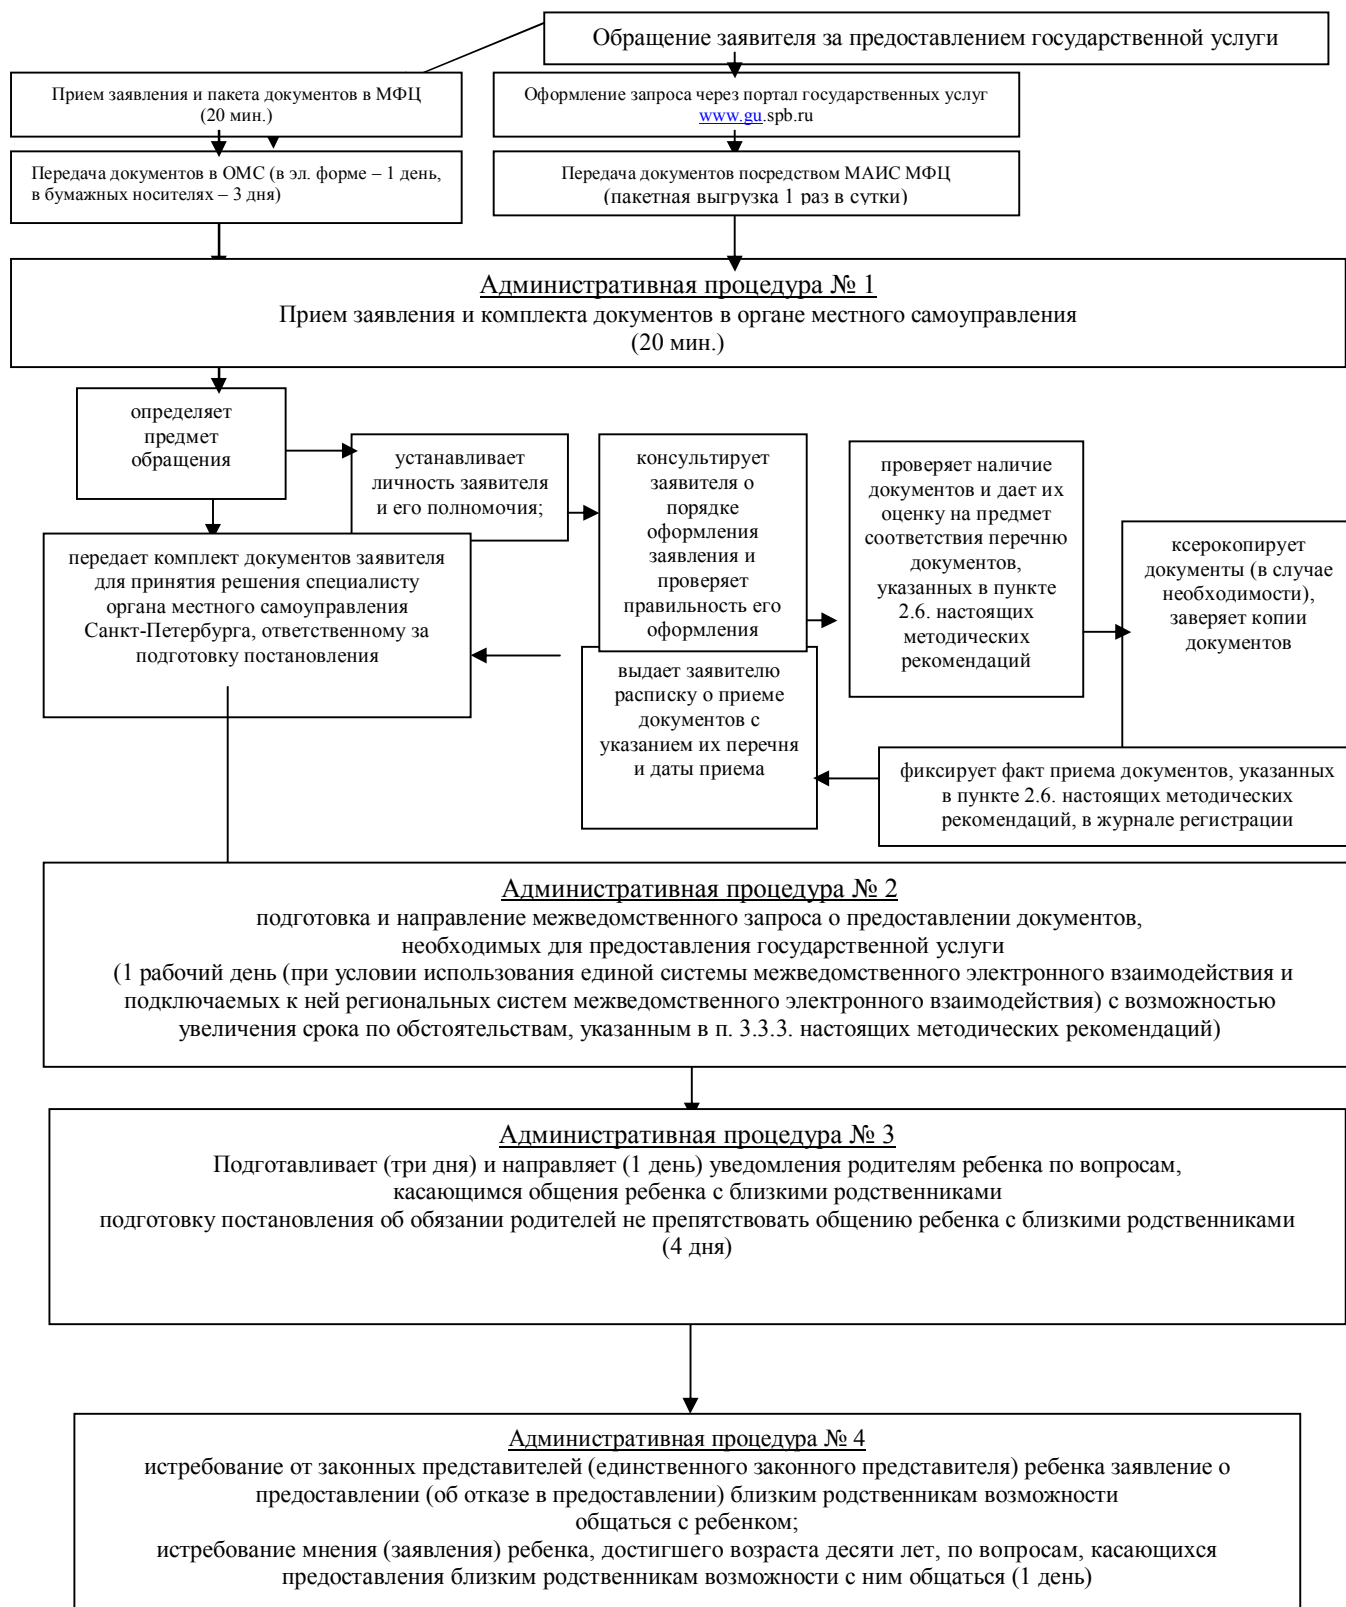 Обращение заявителя за предоставлением государственной услуги
Прием заявления и пакета документов в МФЦ
(20 мин.)
Оформление запроса через портал государственных услуг
www.gu.spb.ru
Передача документов в ОМС (в эл. форме – 1 день,
в бумажных носителях – 3 дня)
Передача документов посредством МАИС МФЦ
(пакетная выгрузка 1 раз в сутки)
Административная процедура № 1
Прием заявления и комплекта документов в органе местного самоуправления
(20 мин.)
определяет
предмет
обращения
устанавливает
личность заявителя
и его полномочия;
консультирует
заявителя о
порядке
оформления
заявления и
проверяет
правильность его
оформления
проверяет наличие
документов и дает их
оценку на предмет
соответствия перечню
документов,
указанных в пункте
2.6. настоящих
методических
рекомендаций
ксерокопирует
документы (в случае
необходимости),
заверяет копии
документов
передает комплект документов заявителя
для принятия решения специалисту
органа местного самоуправления
Санкт-Петербурга, ответственному за
подготовку постановления
выдает заявителю
расписку о приеме
документов с
указанием их перечня
и даты приема
фиксирует факт приема документов, указанных
в пункте 2.6. настоящих методических
рекомендаций, в журнале регистрации
Административная процедура № 2
подготовка и направление межведомственного запроса о предоставлении документов,
необходимых для предоставления государственной услуги
(1 рабочий день (при условии использования единой системы межведомственного электронного взаимодействия и
подключаемых к ней региональных систем межведомственного электронного взаимодействия) с возможностью
увеличения срока по обстоятельствам, указанным в п. 3.3.3. настоящих методических рекомендаций)
Административная процедура № 3
Подготавливает (три дня) и направляет (1 день) уведомления родителям ребенка по вопросам,
касающимся общения ребенка с близкими родственниками
подготовку постановления об обязании родителей не препятствовать общению ребенка с близкими родственниками
(4 дня)
Административная процедура № 4
истребование от законных представителей (единственного законного представителя) ребенка заявление о
предоставлении (об отказе в предоставлении) близким родственникам возможности
общаться с ребенком;
истребование мнения (заявления) ребенка, достигшего возраста десяти лет, по вопросам, касающихся
предоставления близким родственникам возможности с ним общаться (1 день)